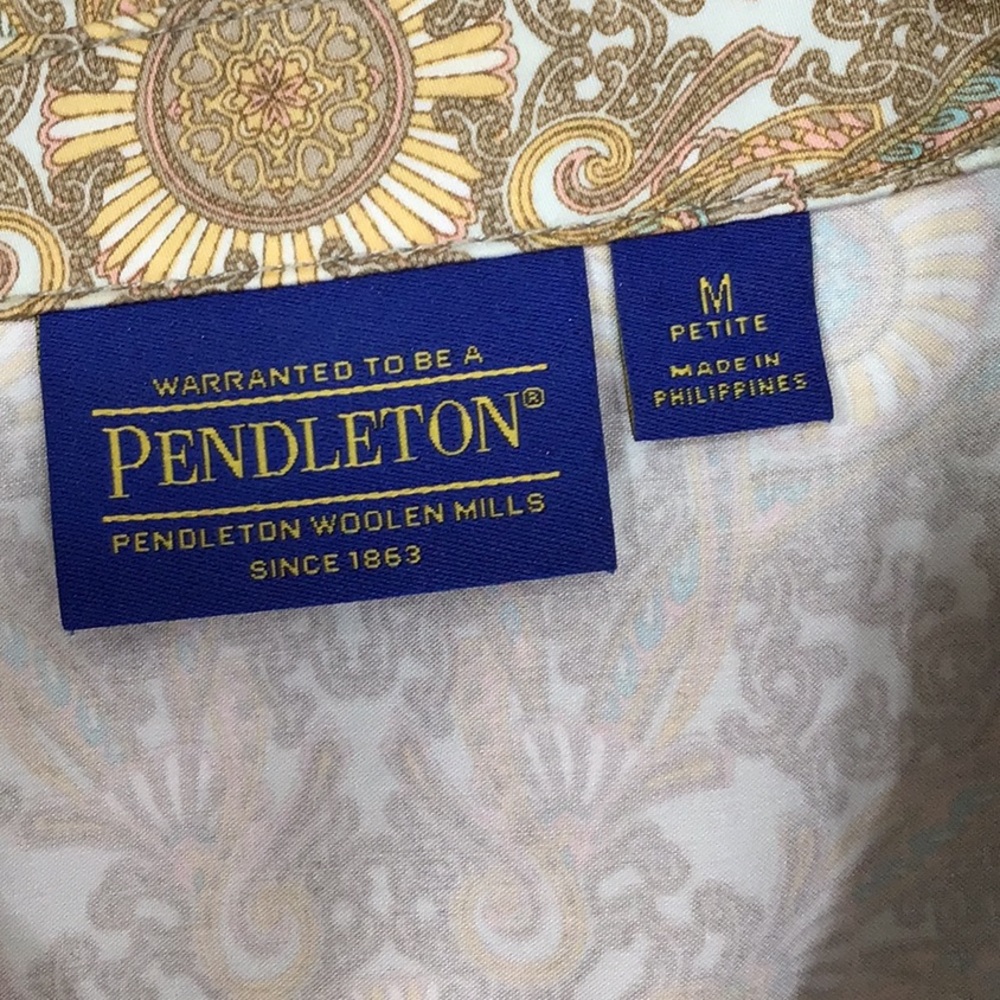 WARRANTED TO BE A
PENDLETON®
PENDLETON WOOLEN MILLS
SINCE 1863
M
PETITE
MADE IN
PHILIPPINES